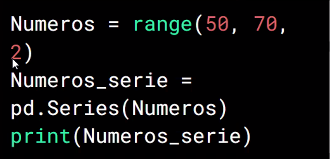 Numeros = range(50, 70,
2)
Numeros_serie =
pd.Series(Numeros)
print(Numeros_serie)